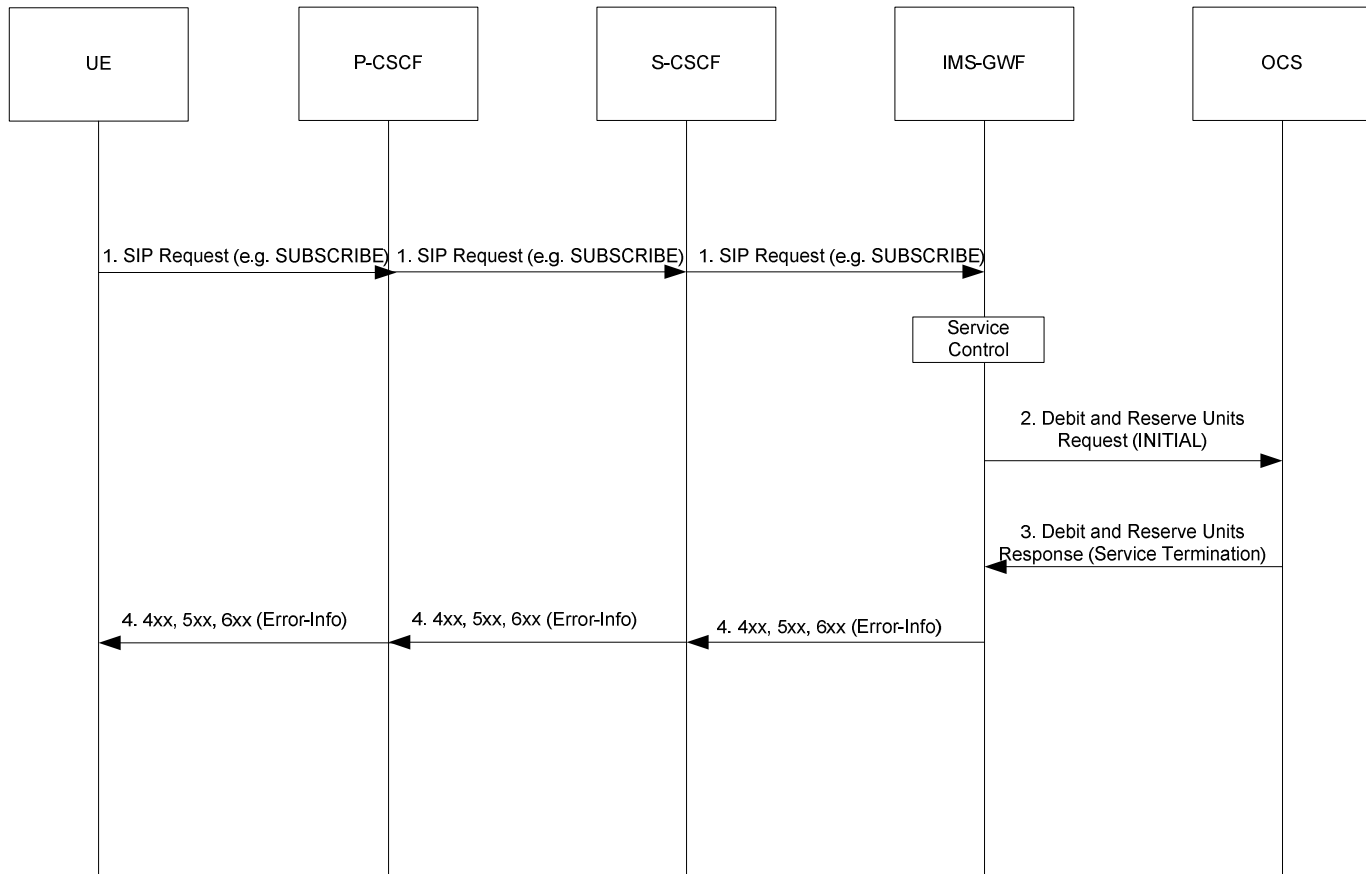 UE
P-CSCF
S-CSCF
IMS-GWF
OCS
1. SIP Request (e.g. SUBSCRIBE)
1. SIP Request (e.g. SUBSCRIBE)
1. SIP Request (e.g. SUBSCRIBE)
Service
Control
2. Debit and Reserve Units
Request (INITIAL)
3. Debit and Reserve Units
Response (Service Termination)
4. 4xx, 5xx, 6xx (Error-Info)
4. 4xx, 5xx, 6xx (Error-Info)
4. 4xx, 5xx, 6xx (Error-Info)